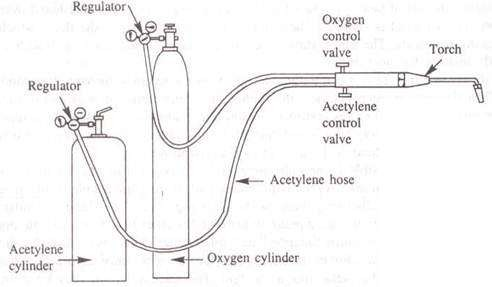 Regulator
Oxygen
control
valve
Torch
Regulator
Acetylene
control
valve
Acetylene hose
Acetylene
cylinder
Oxygen cylinder